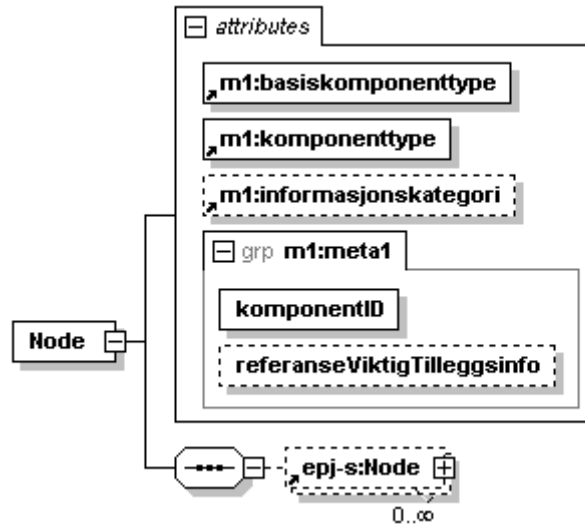 attributes
m1:basiskomponenttype
m1:komponenttype
m1:informasjonskategori
grp m1:meta1
komponentID
referanseViktigTilleggsinfo
Node
epj-s:Node
0..∞